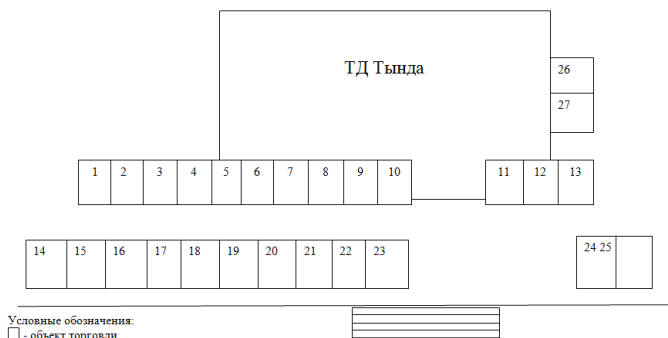 ТД Тында
26
27
1 2 3 4 5 6 7 8 9 10 11 12 13
14 15 16 17 18 19 20 21 22 23 24 25
Условные обозначения:
- объект торговли